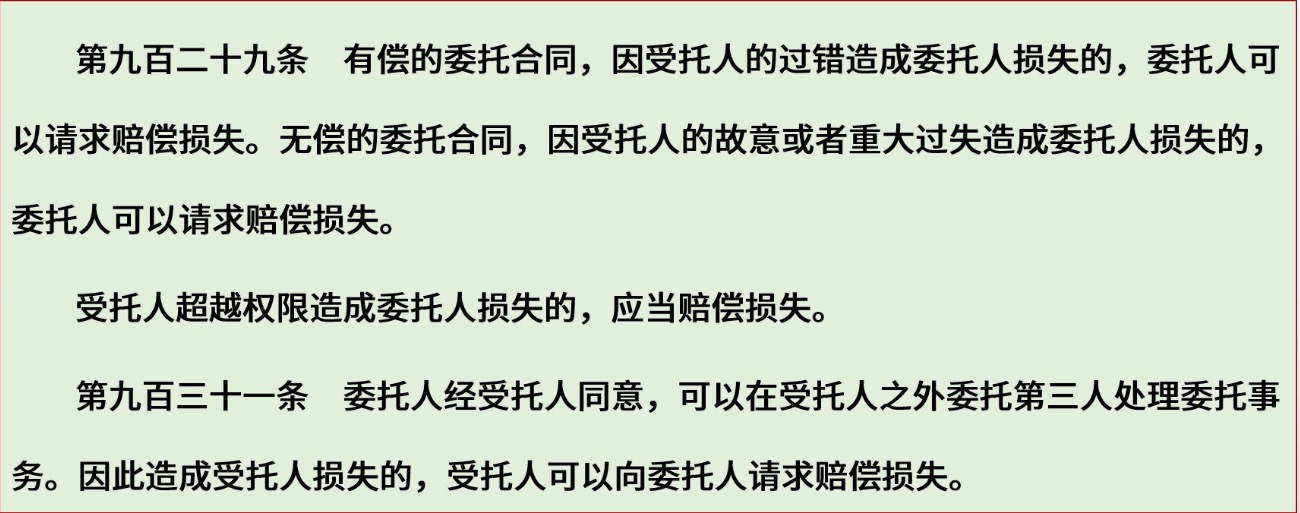 第九百二十九条　有偿的委托合同，因受托人的过错造成委托人损失的，委托人可
以请求赔偿损失。无偿的委托合同，因受托人的故意或者重大过失造成委托人损失的，
委托人可以请求赔偿损失。
受托人超越权限造成委托人损失的，应当赔偿损失。
第九百三十一条　委托人经受托人同意，可以在受托人之外委托第三人处理委托事
务。因此造成受托人损失的，受托人可以向委托人请求赔偿损失。